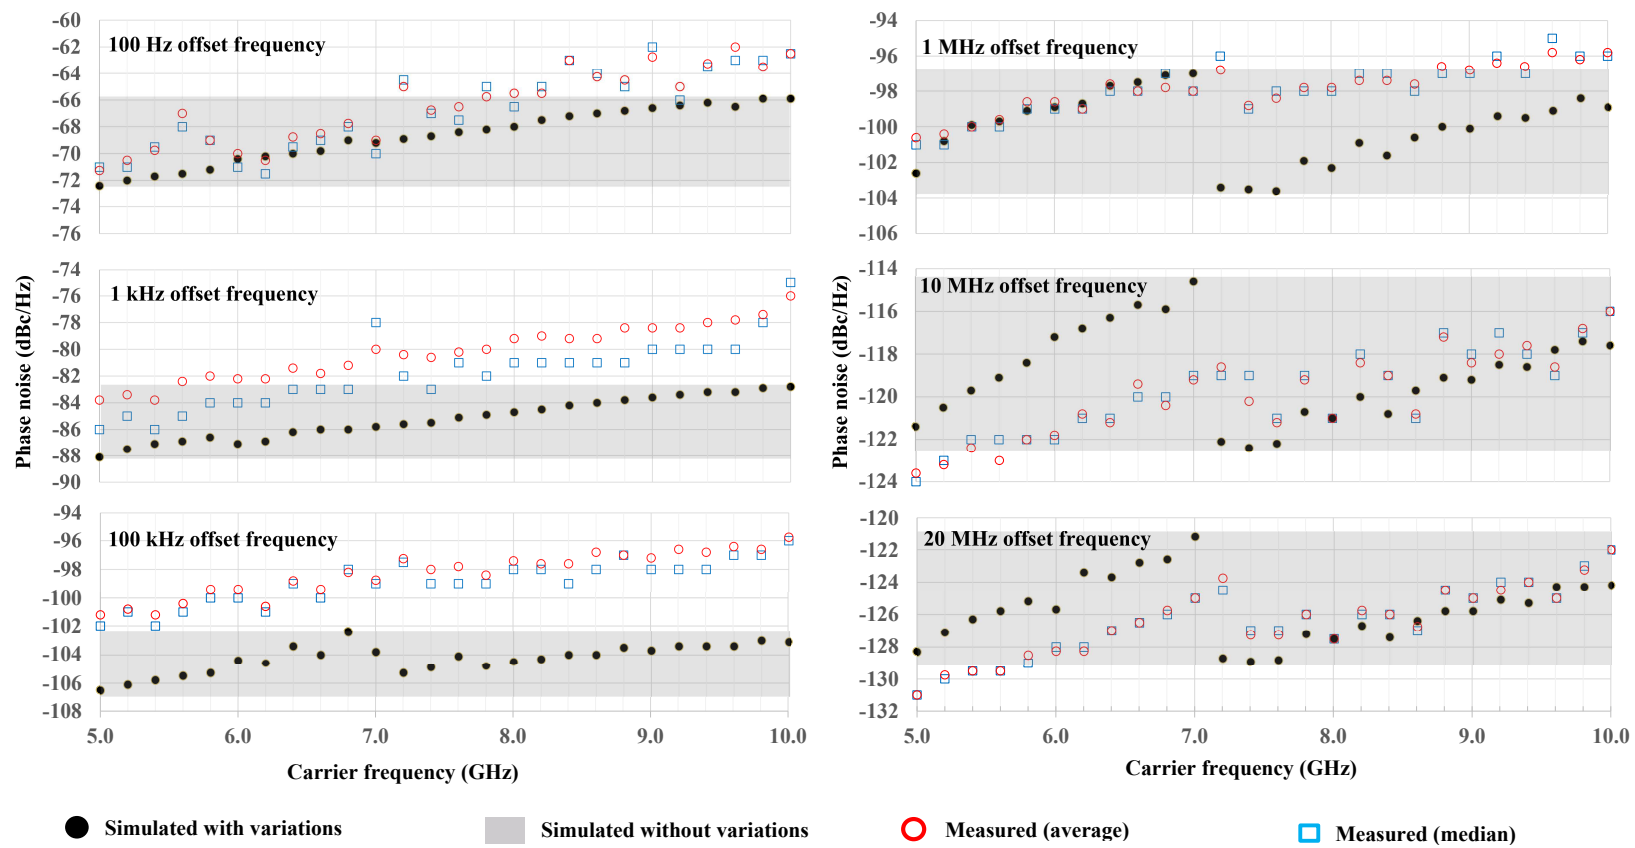 -60
-62
-64
-66
-68
-70
-72
-74
-76
100 Hz offset frequency
-74
-76
-78
-80
-82
-84
-86
-88
-90
1 kHz offset frequency
Phase noise (dBc/Hz)
-94
-96
-98
-100
-102
-104
-106
-108
100 kHz offset frequency
5.0 6.0 7.0 8.0 9.0 10.0
Carrier frequency (GHz)
-94
-96
-98
-100
-102
-104
-106
1 MHz offset frequency
-114
-116
-118
-120
-122
-124
10 MHz offset frequency
Phase noise (dBc/Hz)
-120
-122
-124
-126
-128
-130
-132
20 MHz offset frequency
5.0 6.0 7.0 8.0 9.0 10.0
Carrier frequency (GHz)
Simulated with variations
Simulated without variations
Measured (average)
Measured (median)